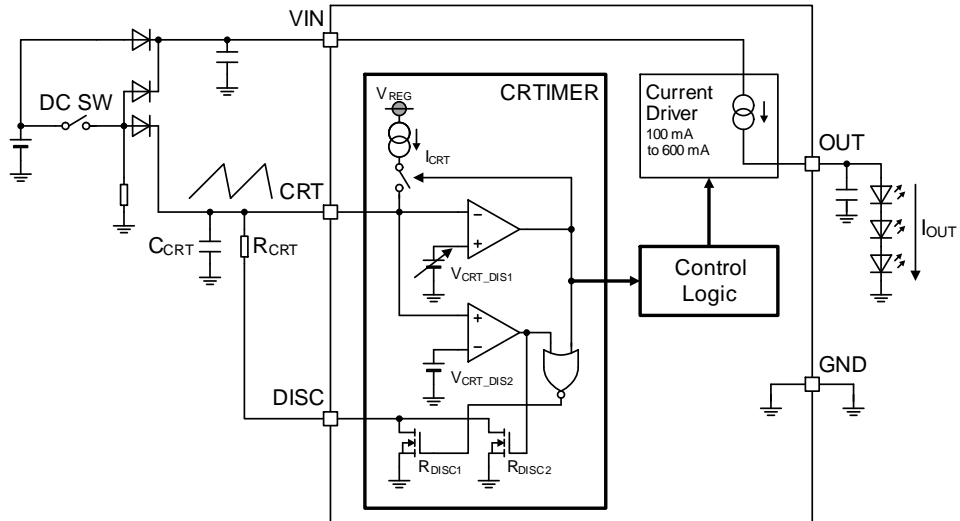 VIN
DC SW
VREG
CRTIMER
Current
Driver
100 mA
to 600 mA
OUT
ICRT
CRT
CCRT
RCRT
VCRT_DIS1
Control
Logic
IOUT
VCRT_DIS2
GND
DISC
RDISC1
RDISC2